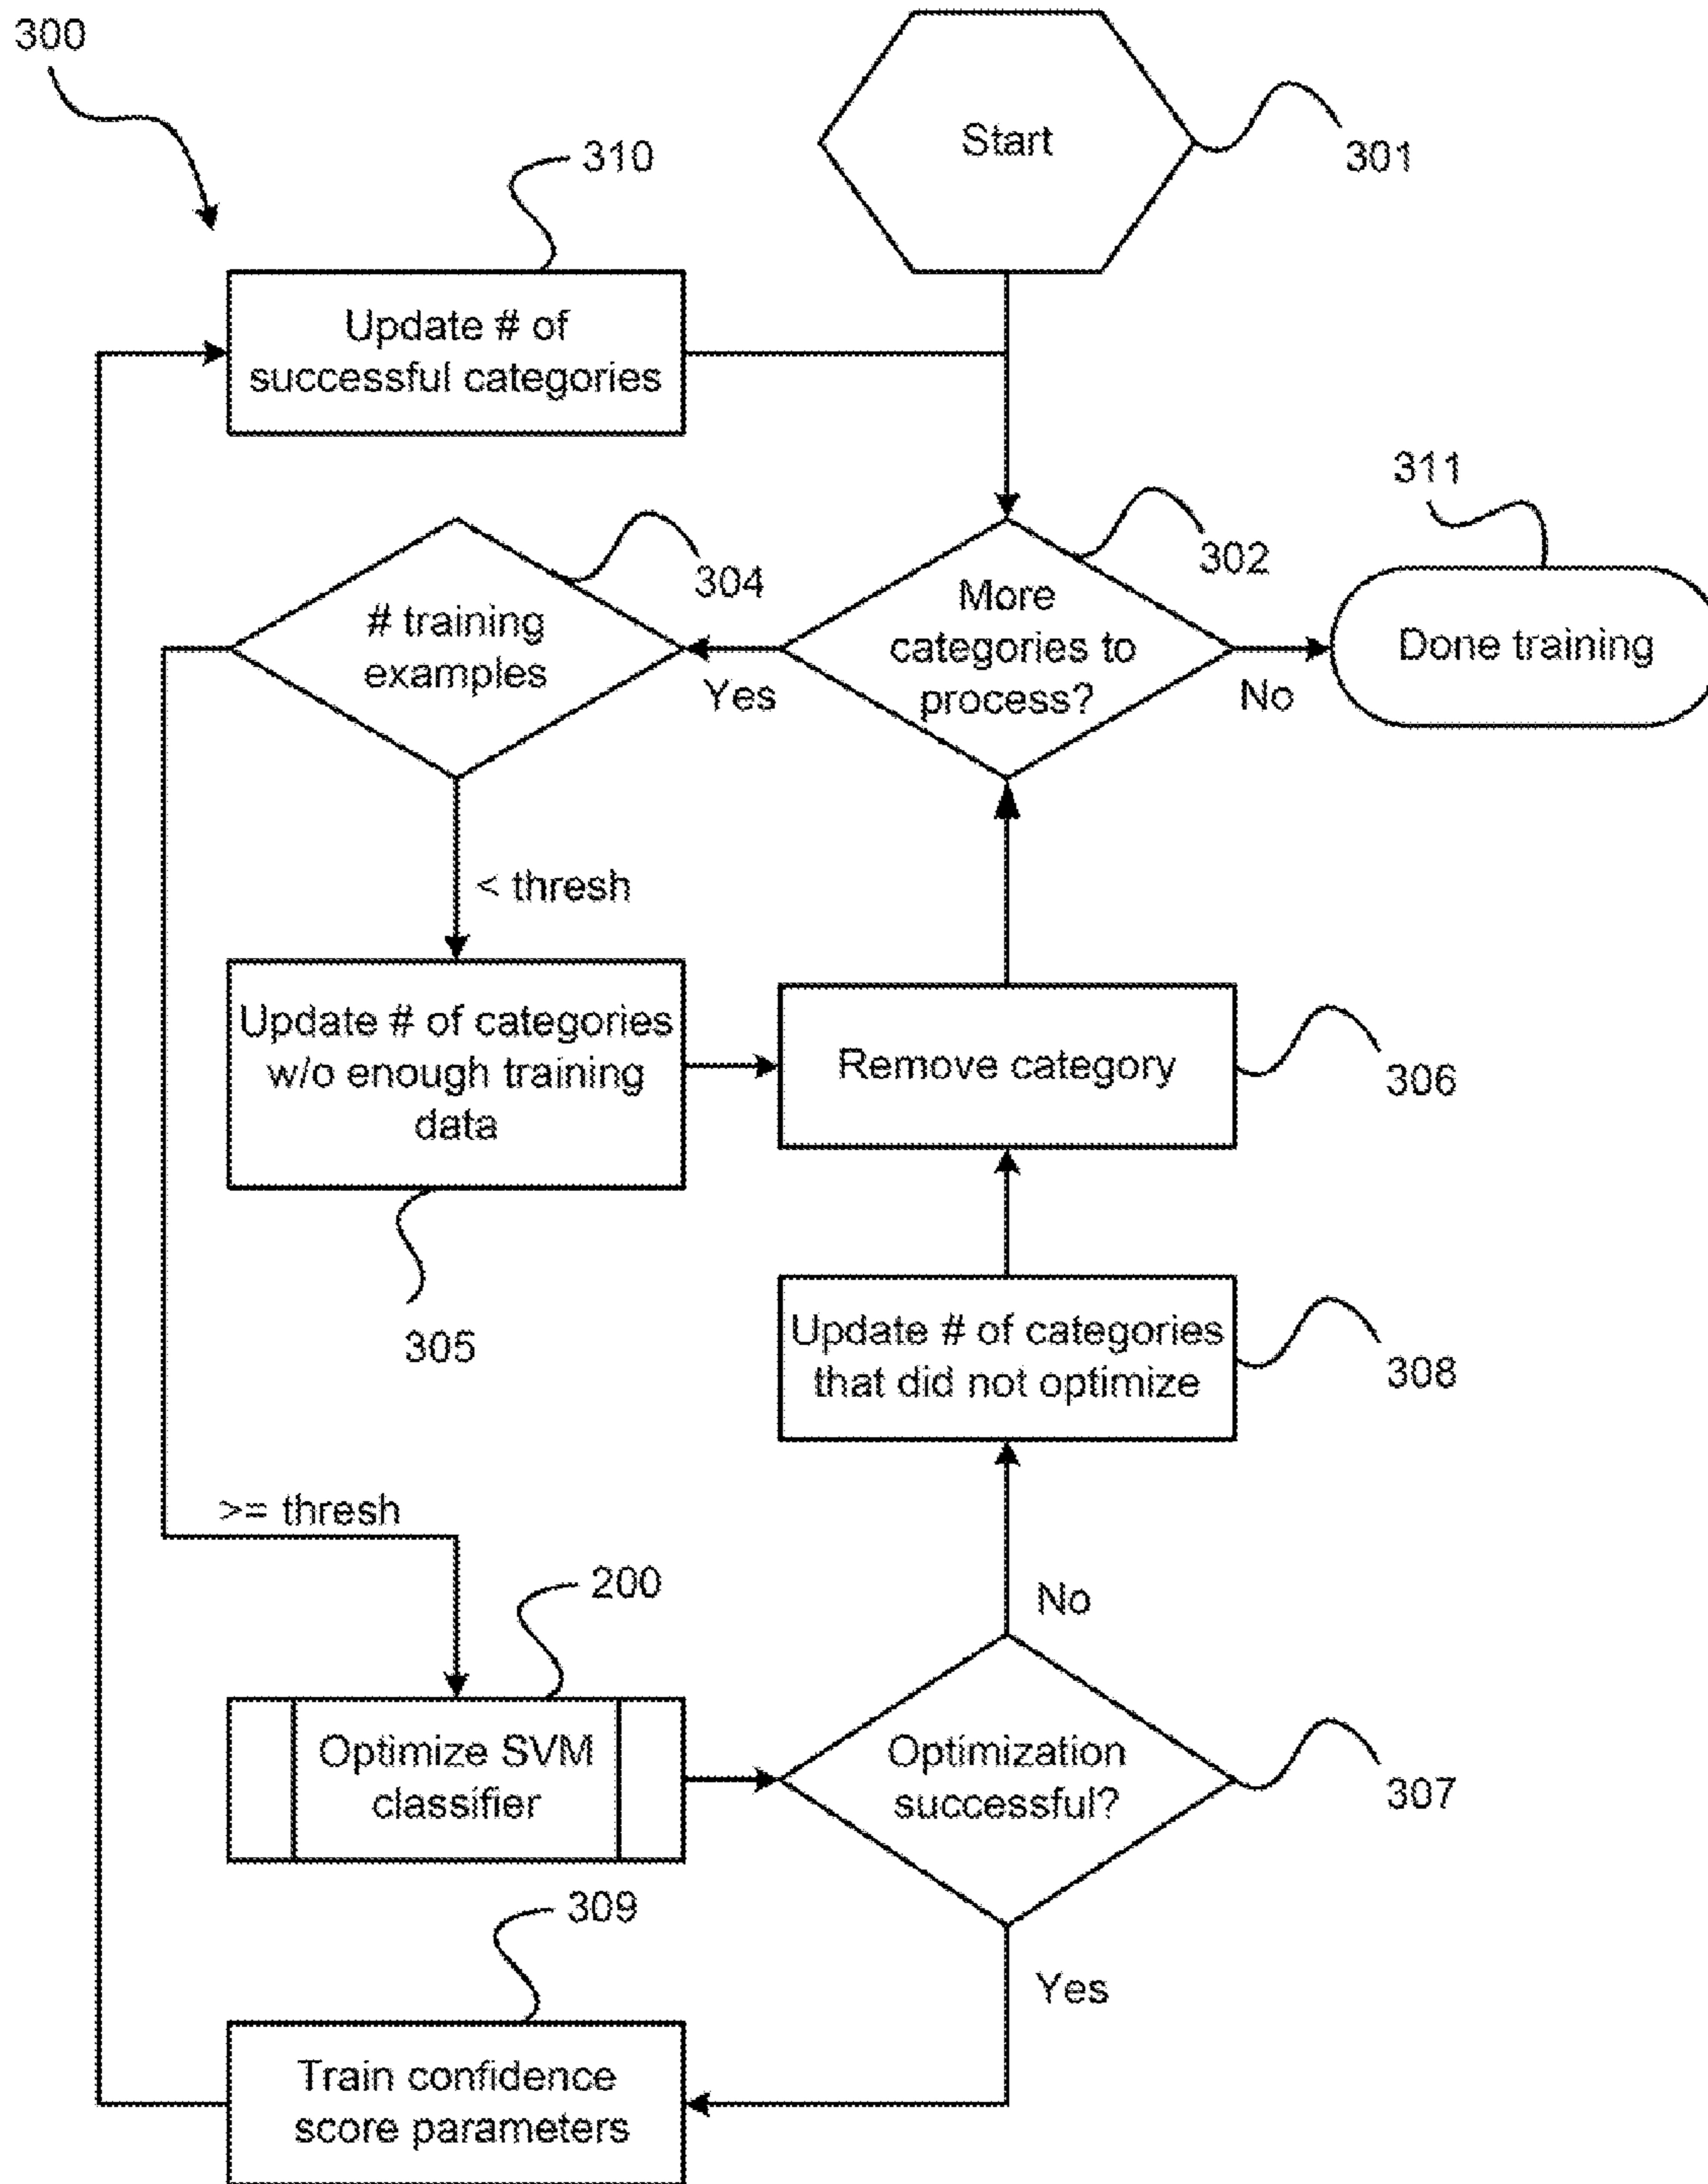 300
Start
301
310
Update # of
successful categories
311
302
304
More
categories to
process?
# training
examples
Done training
Yes
No
< thresh
Update # of categories
w/o enough training
data
Remove category
306
305
Update # of categories
that did not optimize
308
>= thresh
200
No
Optimize SVM
classifier
Optimization
successful?
307
309
Yes
Train confidence
score parameters